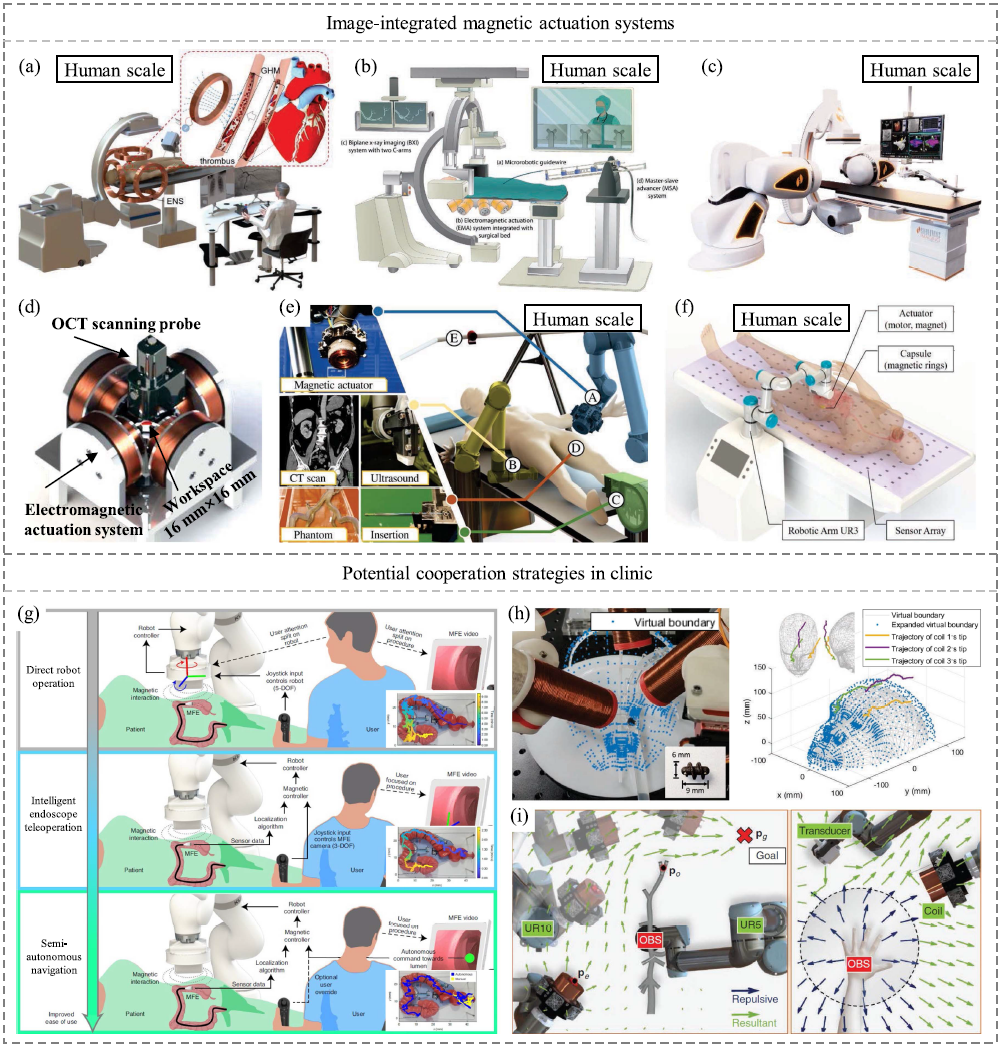 Image-integrated magnetic actuation systems
(a)
Human scale
GHM
thrombus
ENS
(b)
Human scale
(c) Biplane x-ray imaging (BXI)
system with two C-arms
(a) Microrobotic guidewire
(d) Master-slave
advancer (MSA)
system
(b) Electromagnetic actuation
(EMA) system integrated with
surgical bed
(c)
Human scale
(d)
OCT scanning probe
Workspace
16 mm×16 mm
Electromagnetic
actuation system
(e)
Human scale
Magnetic actuator
CT scan
Ultrasound
Phantom
Insertion
E
A
D
B
C
(f)
Human scale
Actuator
(motor, magnet)
Capsule
(magnetic rings)
Robotic Arm UR3
Sensor Array
Potential cooperation strategies in clinic
(g)
Direct robot
operation
Robot
controller
User attention
split on
robot
User attention
split on
procedure
MFE video
Magnetic
interaction
Joystick input
controls robot
(5-DOF)
MFE
Patient
User
Intelligent
endoscope
teleoperation
Robot
controller
Magnetic
controller
Localization
algorithm
User
focused on
procedure
MFE video
Magnetic interaction
Sensor data
Joystick input
controls MFE
camera (3-DOF)
MFE
Patient
User
Semi-
autonomous
navigation
Robot
controller
Magnetic
controller
Localization
algorithm
User
focused on
procedure
MFE video
Autonomous
command towards
lumen
Magnetic
interaction
Sensor data
Optional
user
override
MFE
Patient
User
Improved
ease of use
(h)
Virtual boundary
6 mm
9 mm
Virtual boundary
Expanded virtual boundary
Trajectory of coil 1's tip
Trajectory of coil 2's tip
Trajectory of coil 3's tip
150
100
50
0
z (mm)
-100
0
100
x (mm)
-100
0
100
y (mm)
(i)
p_g
Goal
p_o
UR10
OBS
UR5
p_e
Repulsive
Resultant
Transducer
Coil
OBS